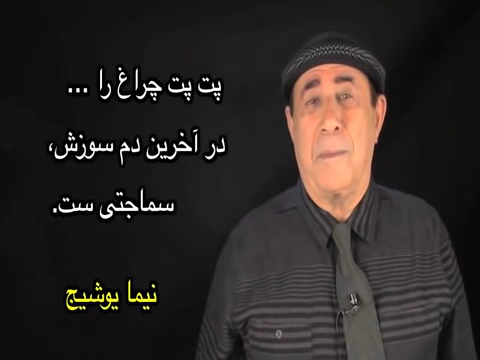 پت پت چراغ را ...
در آخرین دم سوزش،
سماجتی ست.
نیما یوشیج